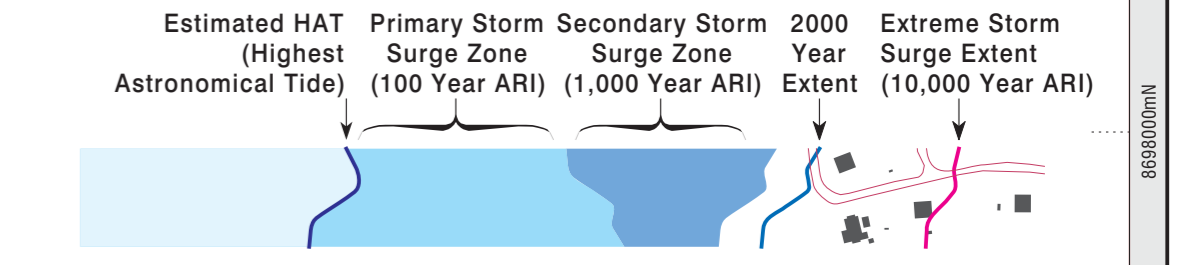 Estimated HAT
(Highest
Astronomical Tide)
Primary Storm
Surge Zone
(100 Year ARI)
Secondary Storm
Surge Zone
(1,000 Year ARI)
2000
Year
Extent
Extreme Storm
Surge Extent
(10,000 Year ARI)
8698000mN